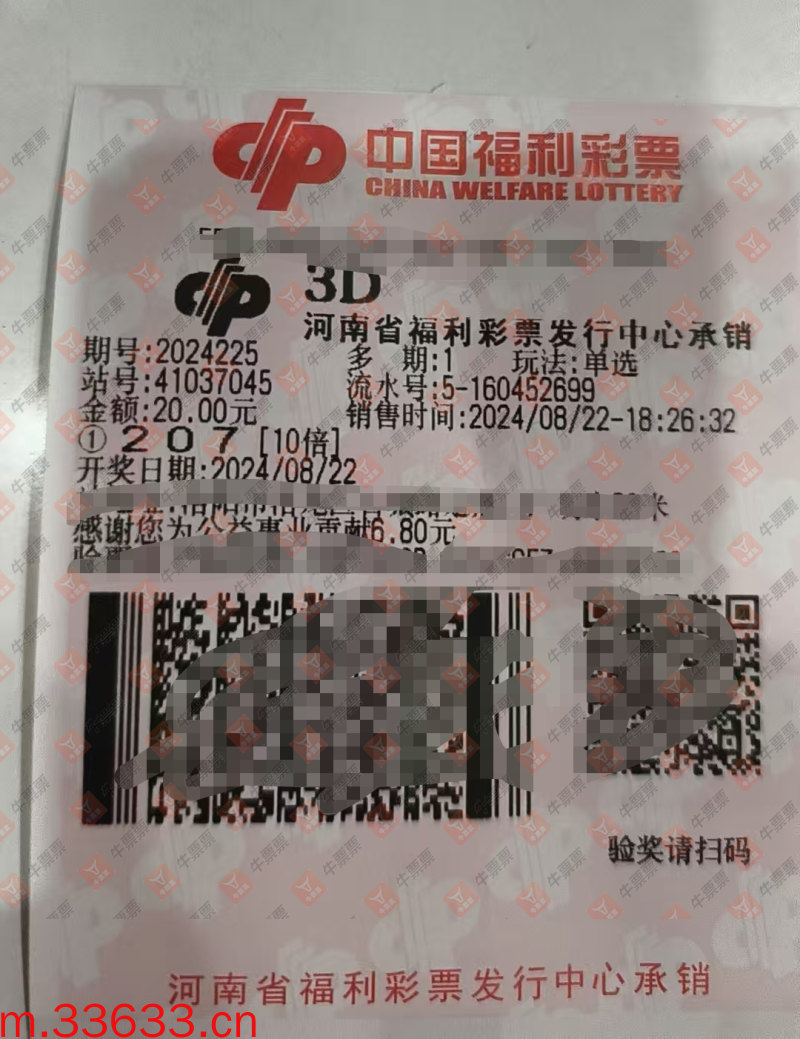 中国福利彩票
CHINA WELFARE LOTTERY
3D
河南省福利彩票发行中心承销
期号:2024225 多 期:1 玩法:单选
站号:41037045 流水号:5-160452699
金额:20.00元 销售时间:2024/08/22-18:26:32
① 2 0 7 [10倍]
开奖日期:2024/08/22
感谢您为公益事业贡献6.80元
验奖请扫码
河南省福利彩票发行中心承销
m.33633.cn
牛票票